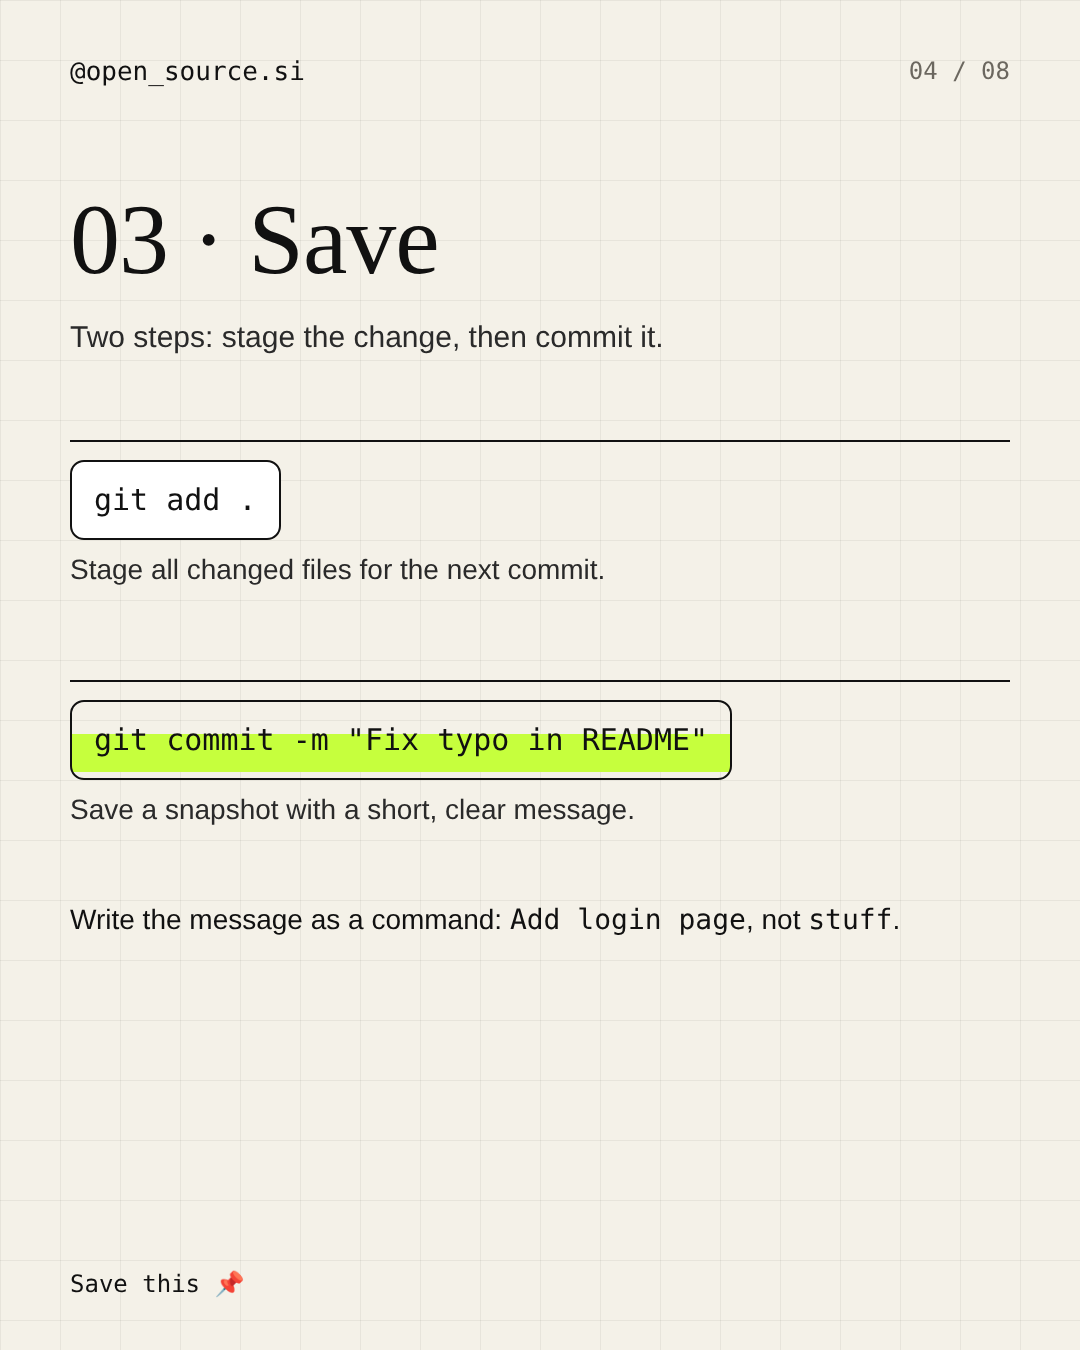 @open_source.si
04 / 08
03 · Save
Two steps: stage the change, then commit it.
git add .
Stage all changed files for the next commit.
git commit -m "Fix typo in README"
Save a snapshot with a short, clear message.
Write the message as a command: Add login page, not stuff.
Save this 📌